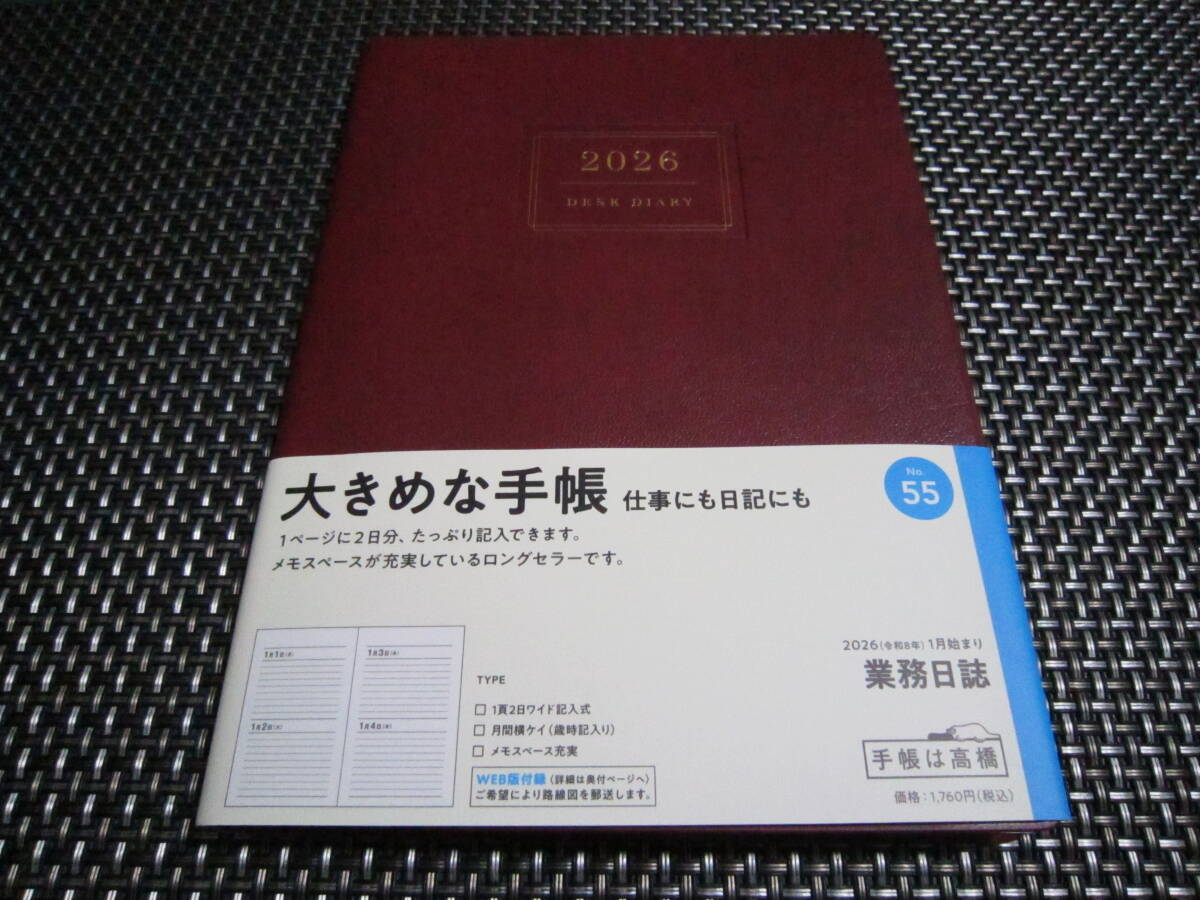 2026
DESK DIARY
大きめな手帳 仕事にも日記にも
No.
55
1ページに2日分、たっぷり記入できます。
メモスペースが充実しているロングセラーです。
1月1日
1月3日
1月2日
1月4日
TYPE
□ 1頁2日ワイド記入式
□ 月間横ケイ(歳時記入り)
□ メモスペース充実
WEB版付録(詳細は奥付ページへ)
ご希望により路線図を郵送します。
2026(令和8年)1月始まり
業務日誌
手帳は高橋
価格:1,760円(税込)